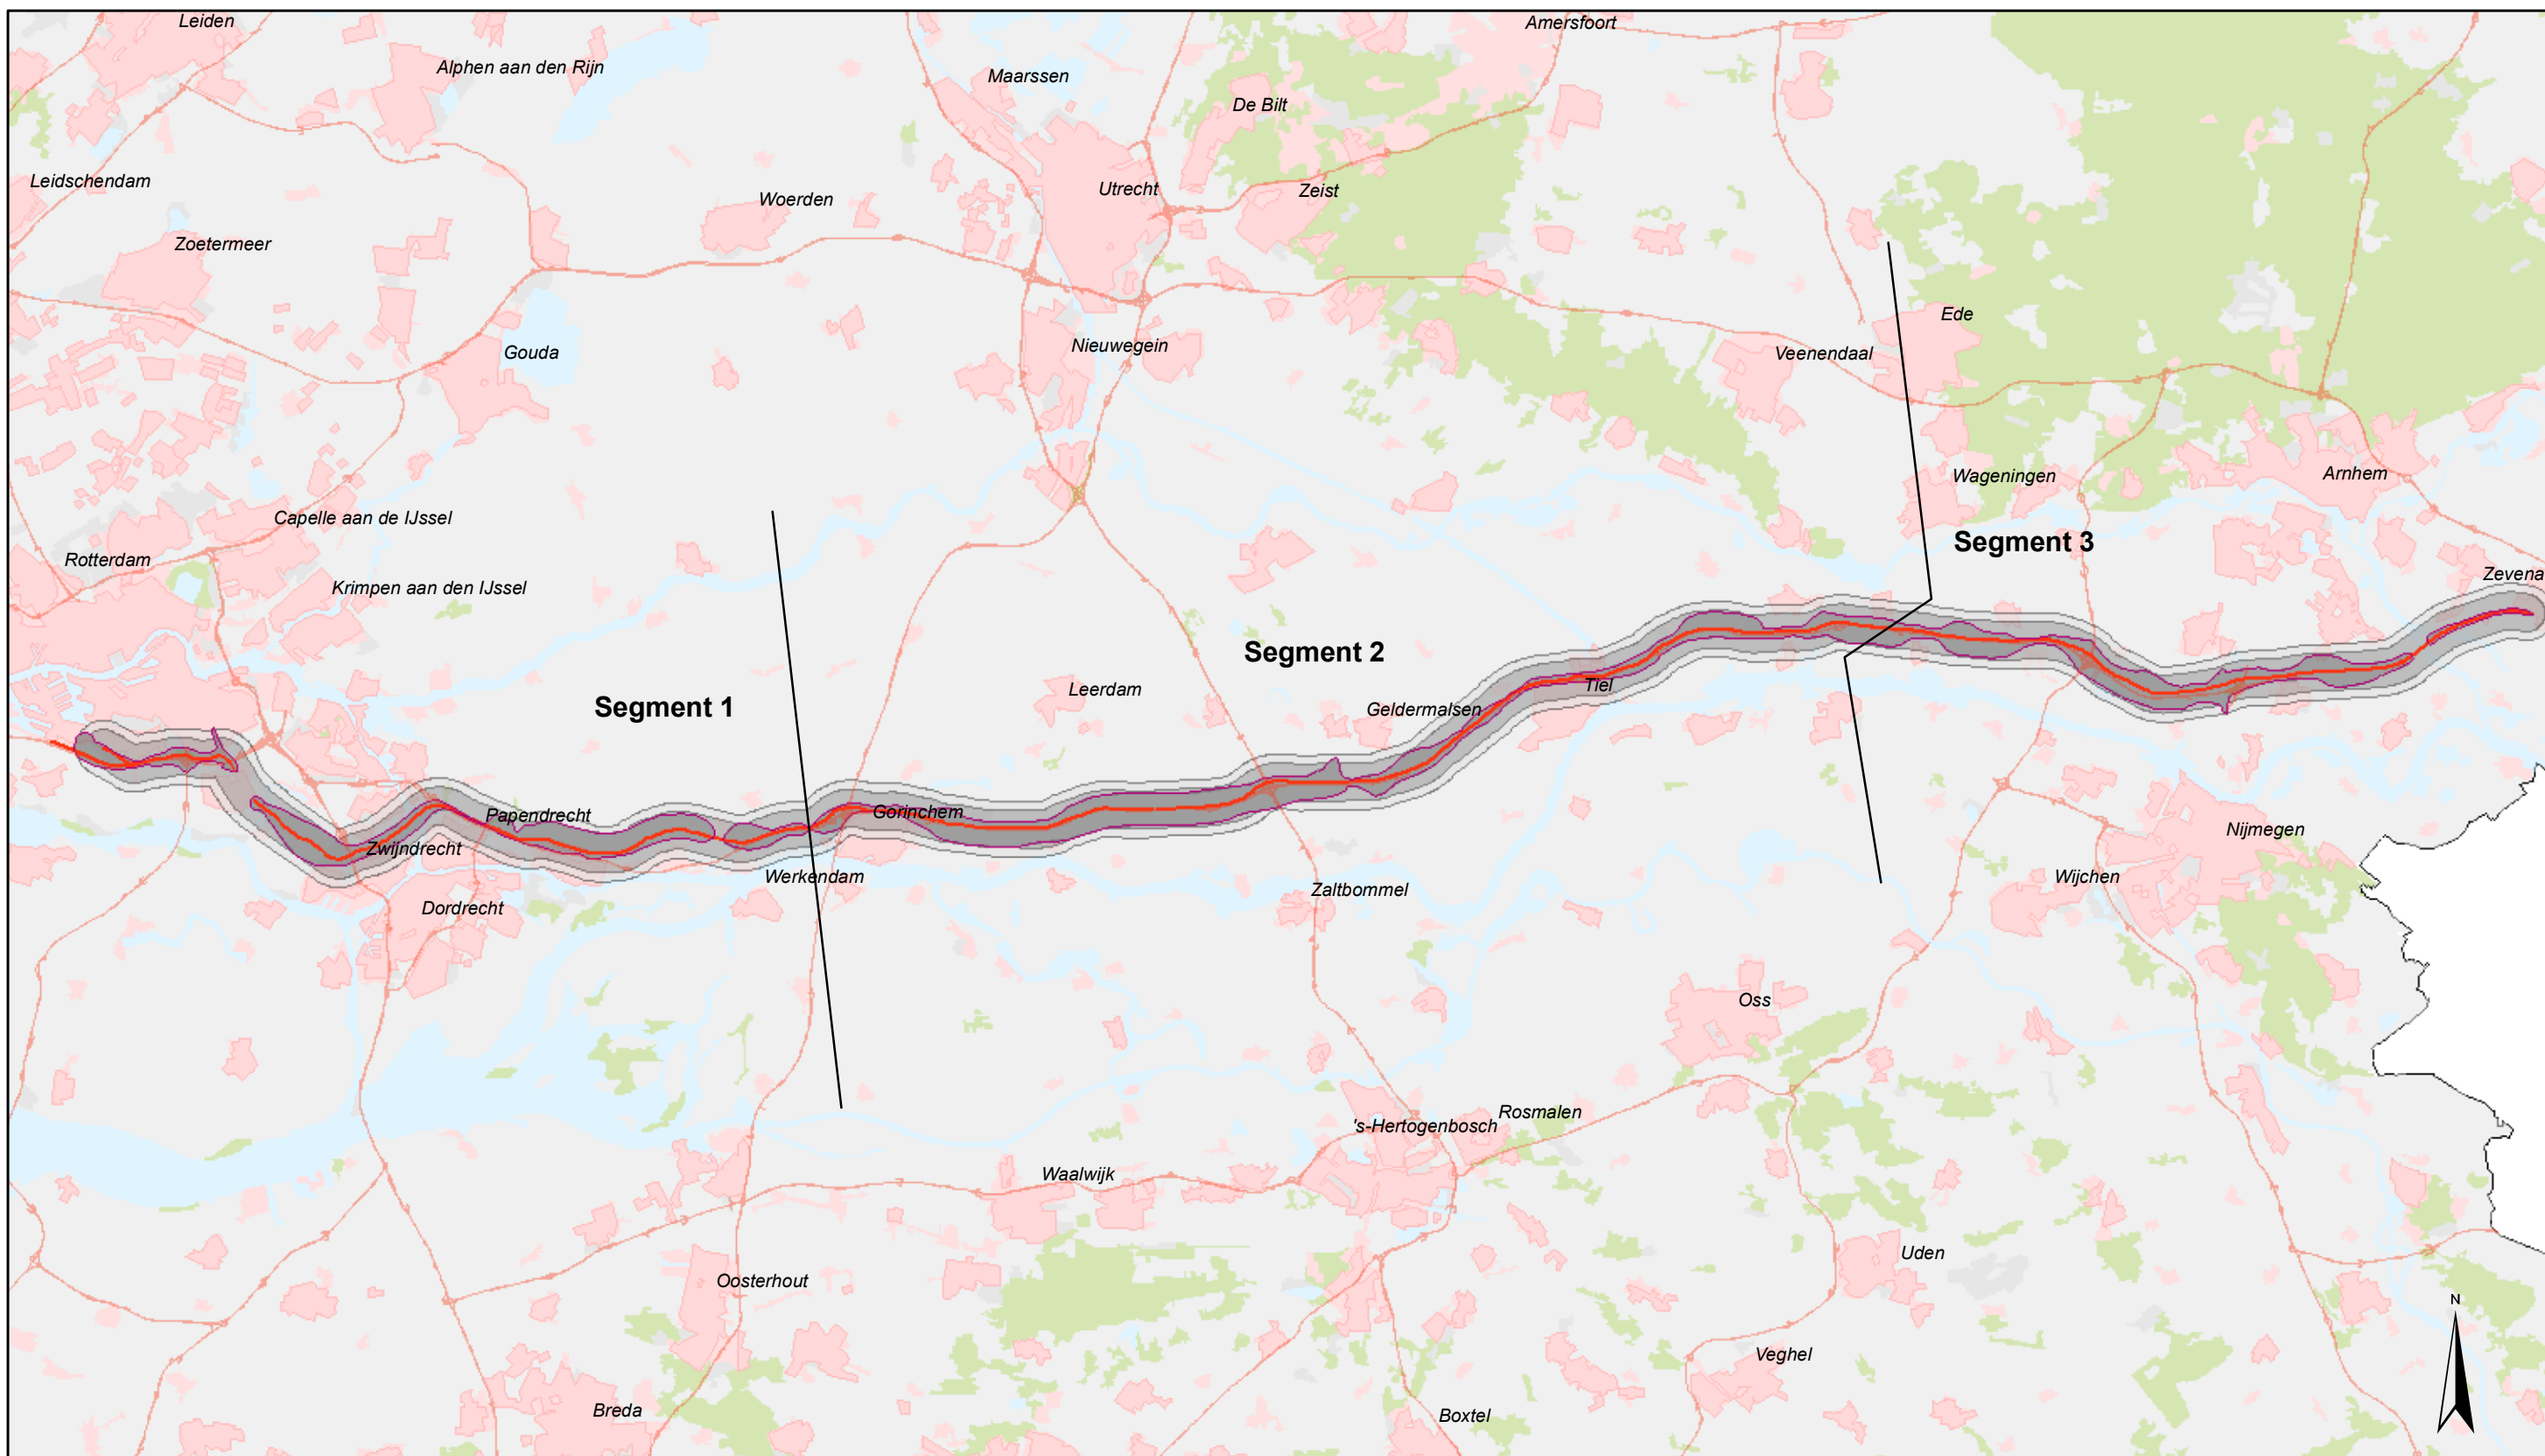 Leiden
Amersfoort
Alphen aan den Rijn
Maarssen
De Bilt
Leidschendam
Utrecht
Zeist
Woerden
Zoetermeer
Ede
Gouda
Nieuwegein
Veenendaal
Wageningen
Arnhem
Capelle aan de IJssel
Segment 3
Rotterdam
Zevena
Krimpen aan den IJssel
Segment 2
Tiel
Leerdam
Segment 1
Geldermalsen
Papendrecht
Gorinchem
Nijmegen
Zwijndrecht
Werkendam
Wijchen
Zaltbommel
Dordrecht
Oss
Rosmalen
's-Hertogenbosch
Waalwijk
Uden
Oosterhout
N
Veghel
Breda
Boxtel